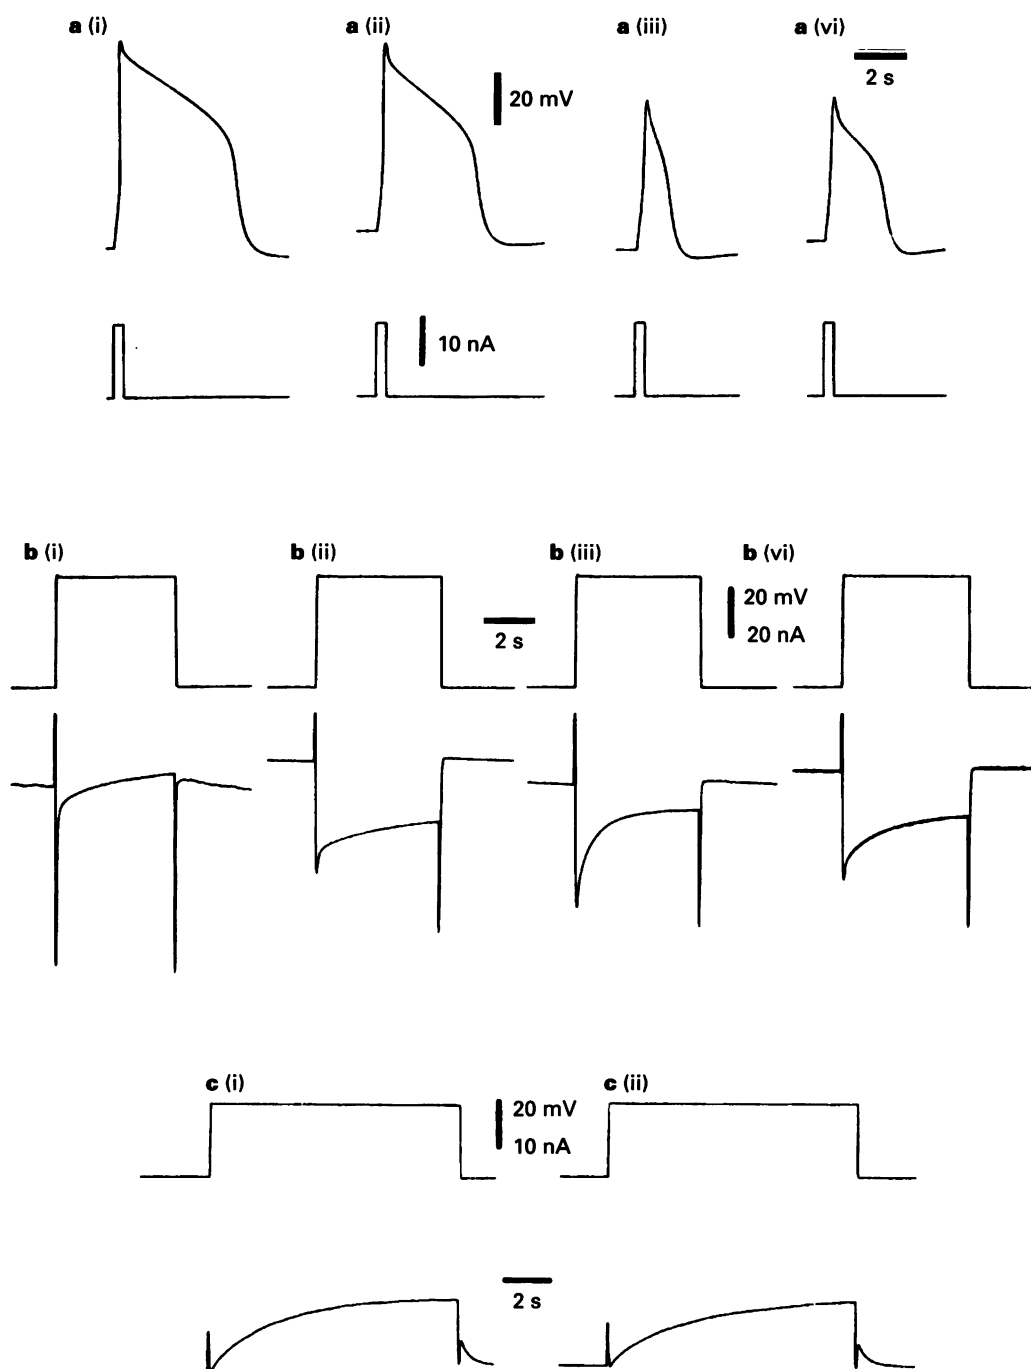 a (i)
a (ii)
a (iii)
a (vi)
20 mV
2 s
10 nA
b (i)
b (ii)
b (iii)
b (vi)
2 s
20 mV
20 nA
c (i)
c (ii)
20 mV
10 nA
2 s